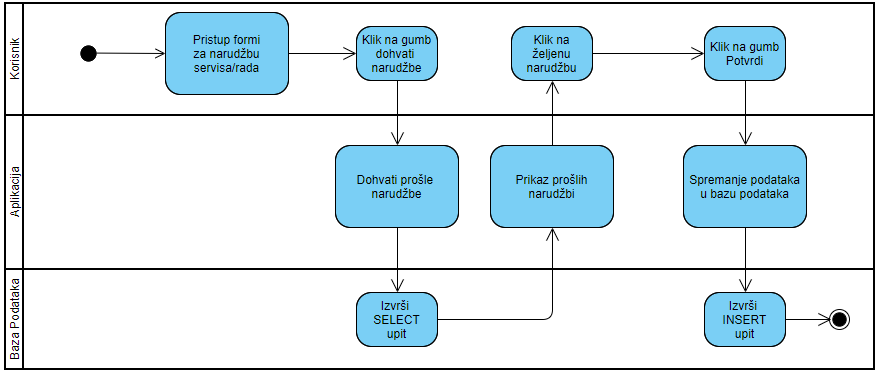 Korisnik
Pristup formi
za narudžbu
servisa/rada
Klik na gumb
dohvati
narudžbe
Klik na
željenu
narudžbu
Klik na gumb
Potvrdi
Aplikacija
Dohvati prošle
narudžbe
Prikaz prošlih
narudžbi
Spremanje podataka
u bazu podataka
Baza Podataka
Izvrši
SELECT
upit
Izvrši
INSERT
upit